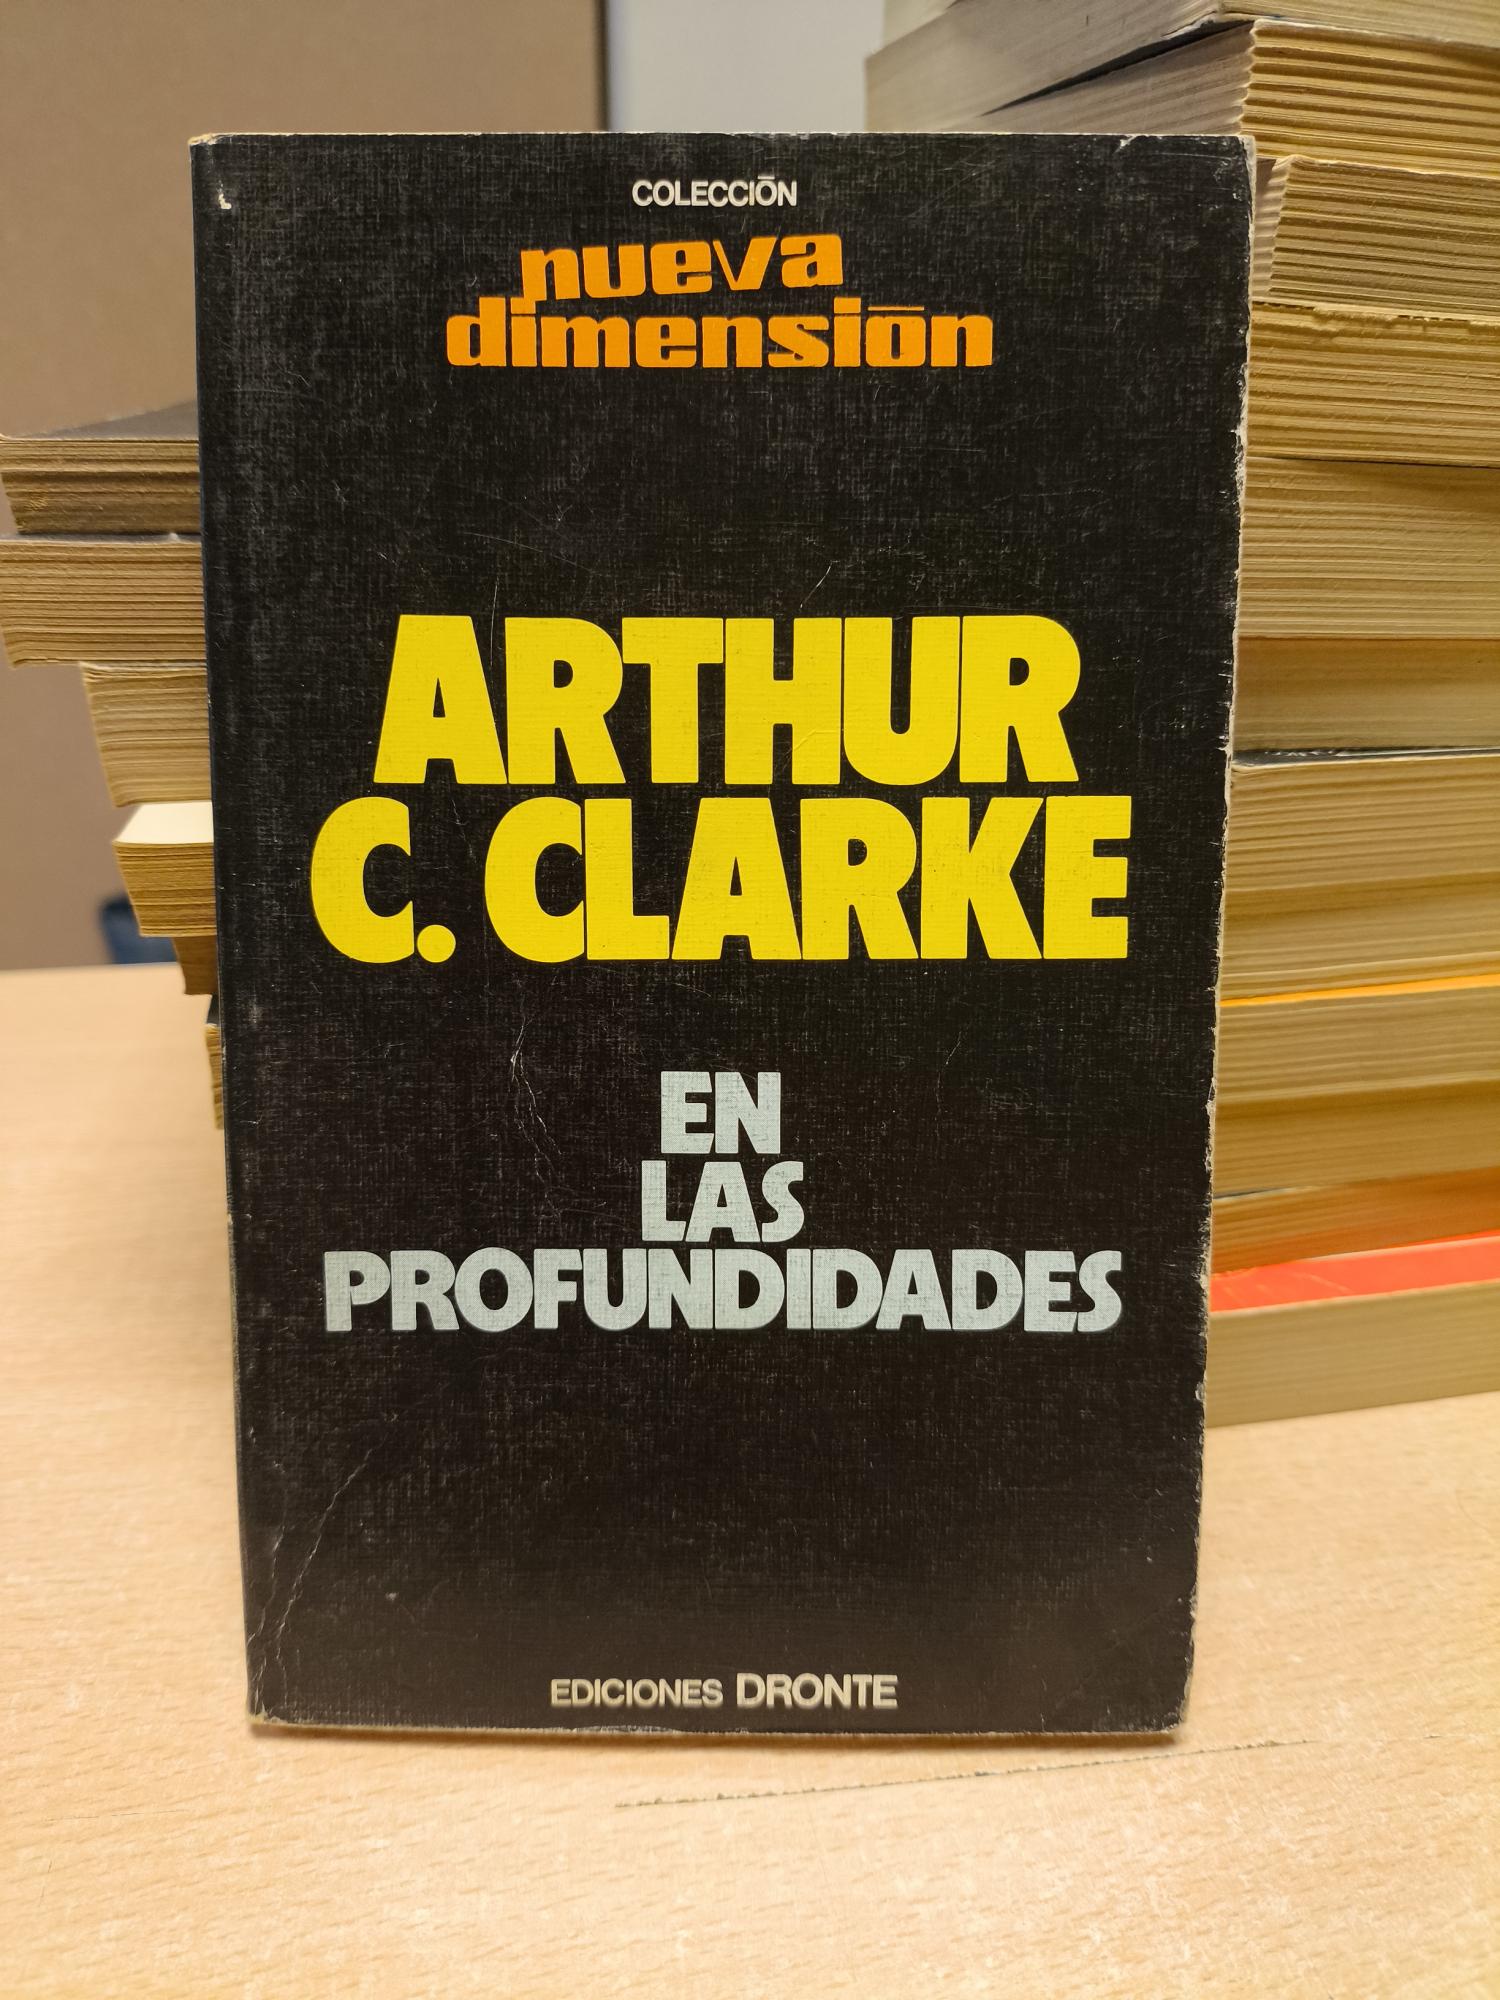 COLECCIÓN
nueva
dimensión
ARTHUR
C. CLARKE
EN
LAS
PROFUNDIDADES
EDICIONES DRONTE